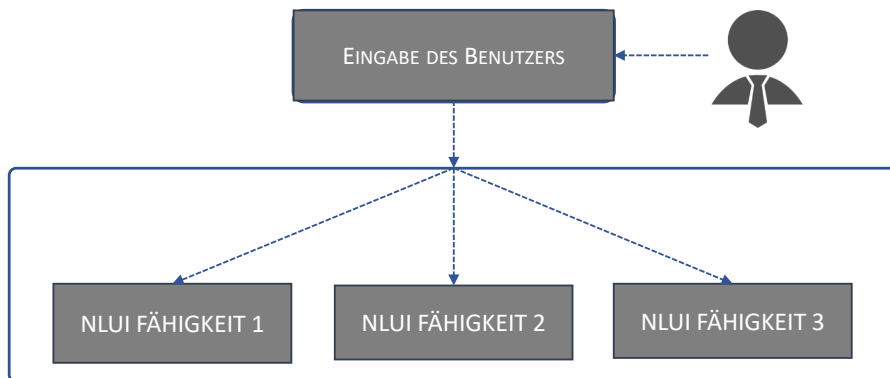 Eingabe des Benutzers
NLUI FÄHIGKEIT 1
NLUI FÄHIGKEIT 2
NLUI FÄHIGKEIT 3